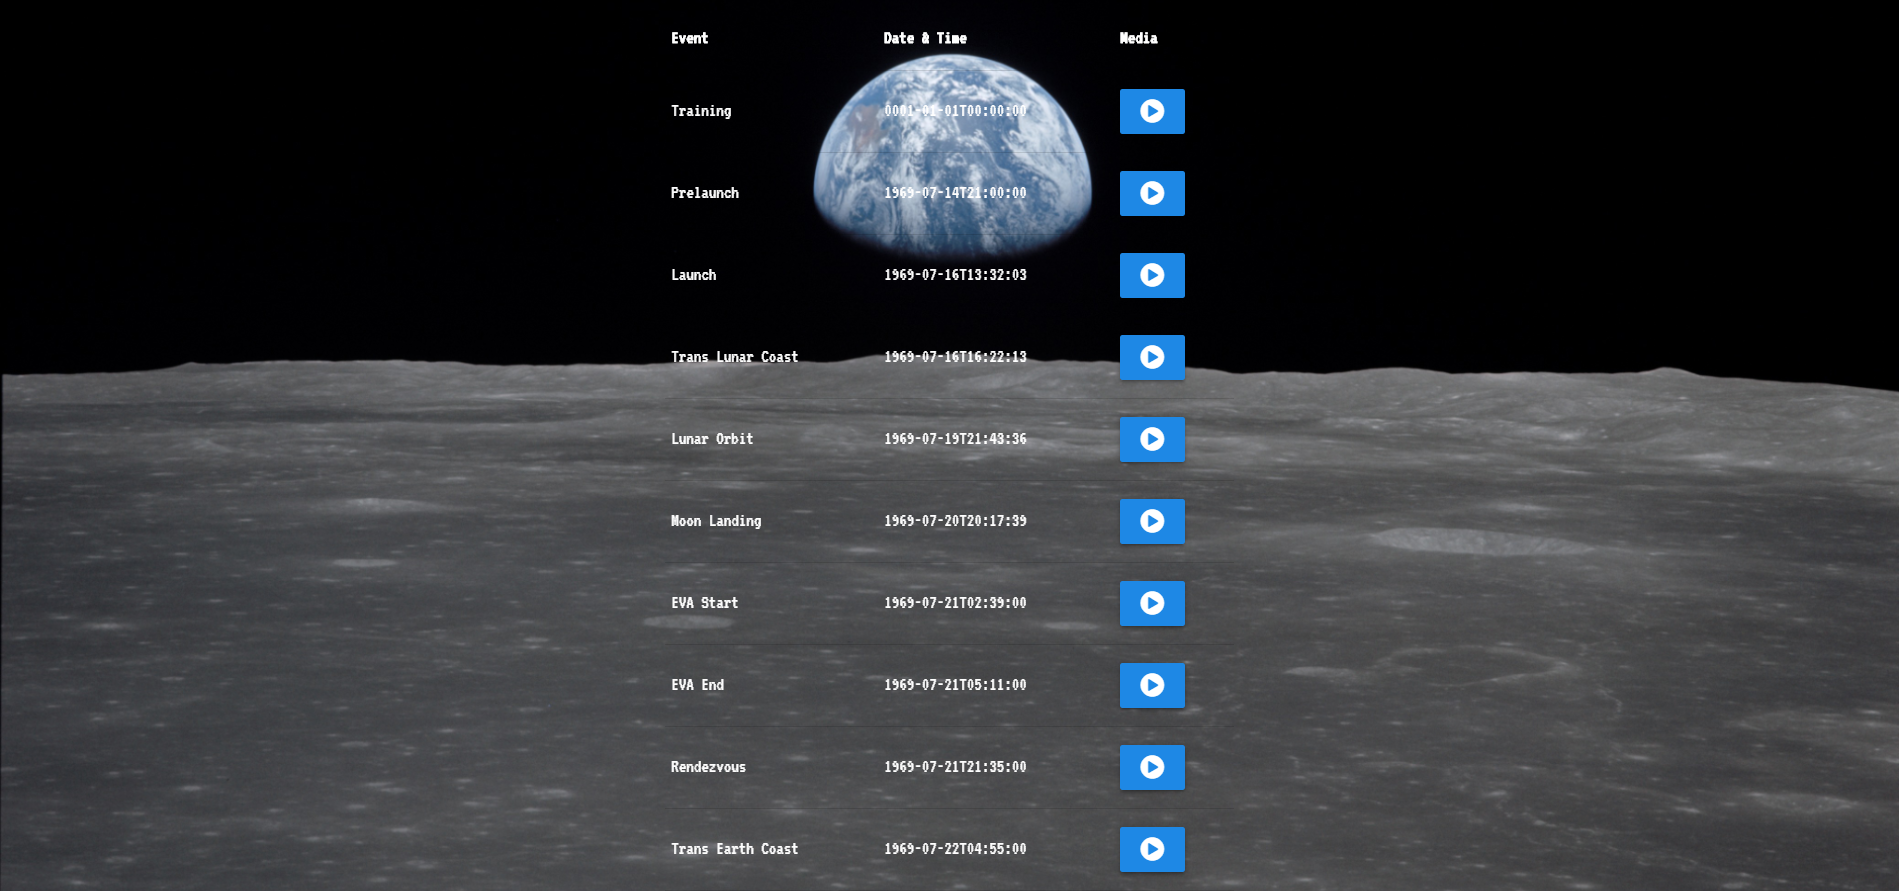 Event Date & Time Media
Training 0001-01-01T00:00:00
Prelaunch 1969-07-14T21:00:00
Launch 1969-07-16T13:32:03
Trans Lunar Coast 1969-07-16T16:22:13
Lunar Orbit 1969-07-19T21:43:36
Moon Landing 1969-07-20T20:17:39
EVA Start 1969-07-21T02:39:00
EVA End 1969-07-21T05:11:00
Rendezvous 1969-07-21T21:35:00
Trans Earth Coast 1969-07-22T04:55:00